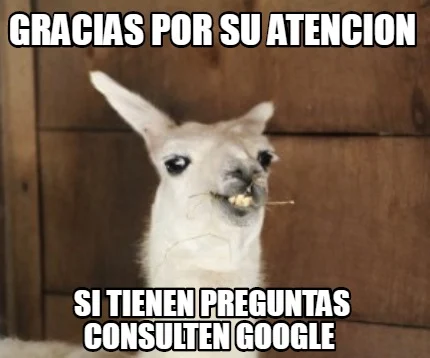 GRACIAS POR SU ATENCION
SI TIENEN PREGUNTAS
CONSULTEN GOOGLE